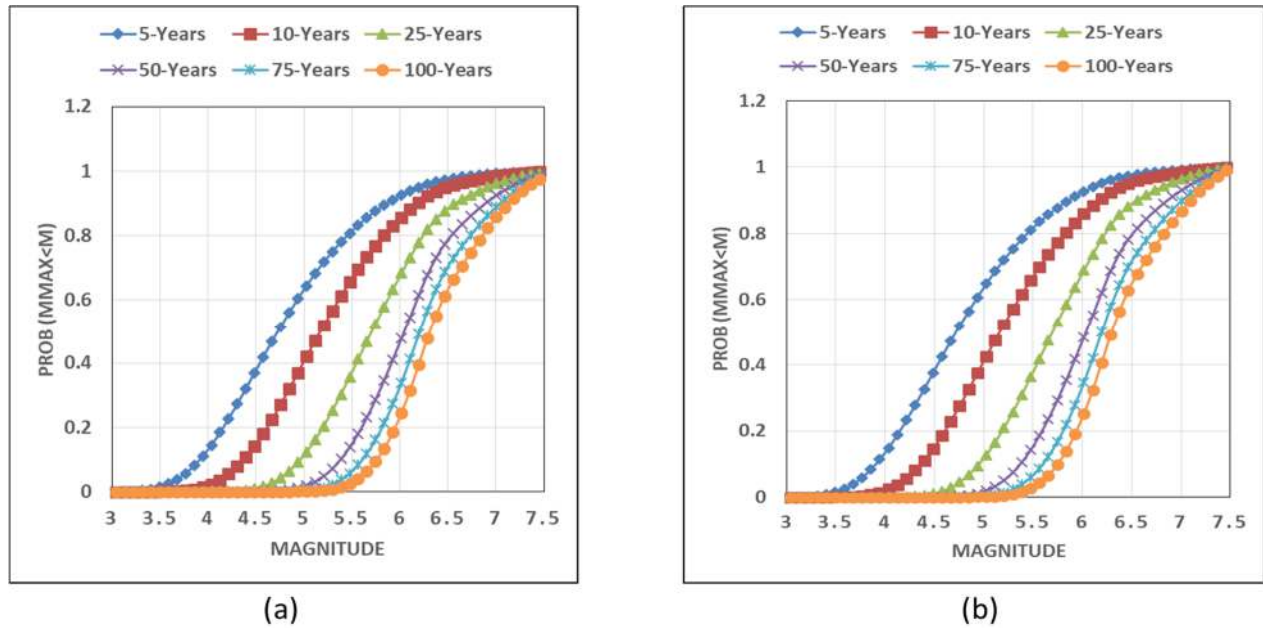 5-Years 10-Years 25-Years
50-Years 75-Years 100-Years
1.2
1
0.8
0.6
0.4
0.2
0
PROB (MMAX<M)
3 3.5 4 4.5 5 5.5 6 6.5 7 7.5
MAGNITUDE
(a)
5-Years 10-Years 25-Years
50-Years 75-Years 100-Years
1.2
1
0.8
0.6
0.4
0.2
0
PROB (MMAX<M)
3 3.5 4 4.5 5 5.5 6 6.5 7 7.5
MAGNITUDE
(b)